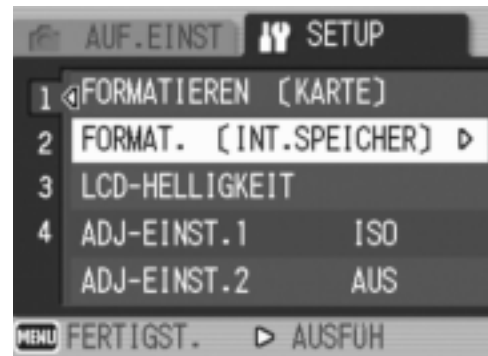 AUF.EINST SETUP
1 FORMATIEREN [KARTE]
2 FORMAT. [INT.SPEICHER]
3 LCD-HELLIGKEIT
4 ADJ-EINST.1 ISO
ADJ-EINST.2 AUS
MENU FERTIGST. AUSFUH